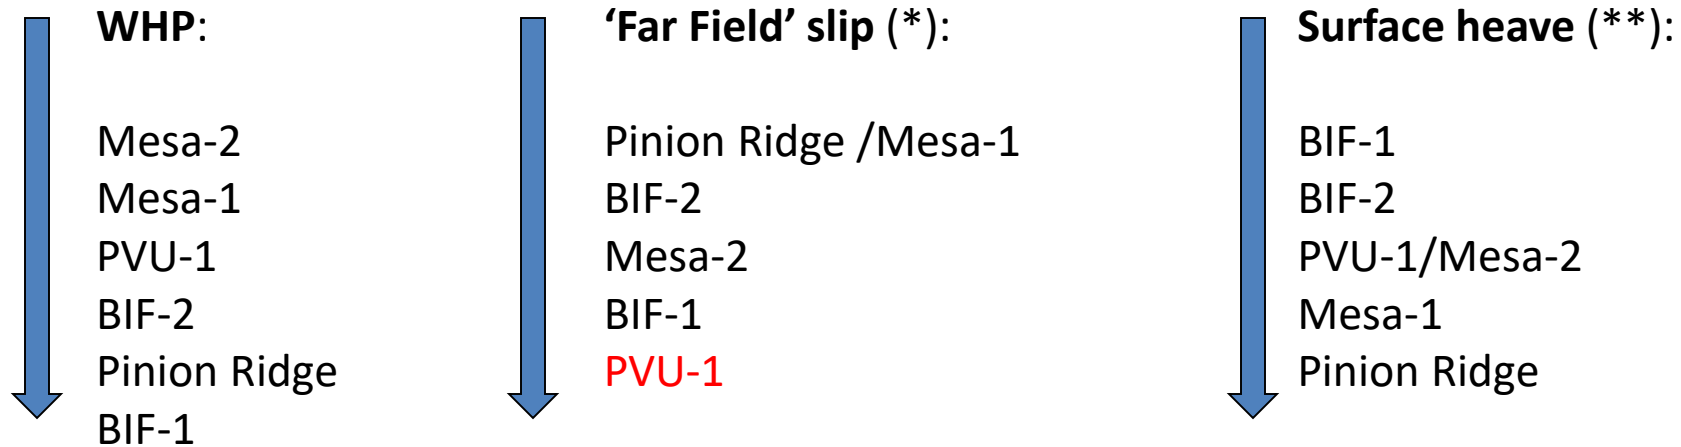 WHP:
Mesa-2
Mesa-1
PVU-1
BIF-2
Pinion Ridge
BIF-1
‘Far Field’ slip (*):
Pinion Ridge /Mesa-1
BIF-2
Mesa-2
BIF-1
PVU-1
Surface heave (**):
BIF-1
BIF-2
PVU-1/Mesa-2
Mesa-1
Pinion Ridge